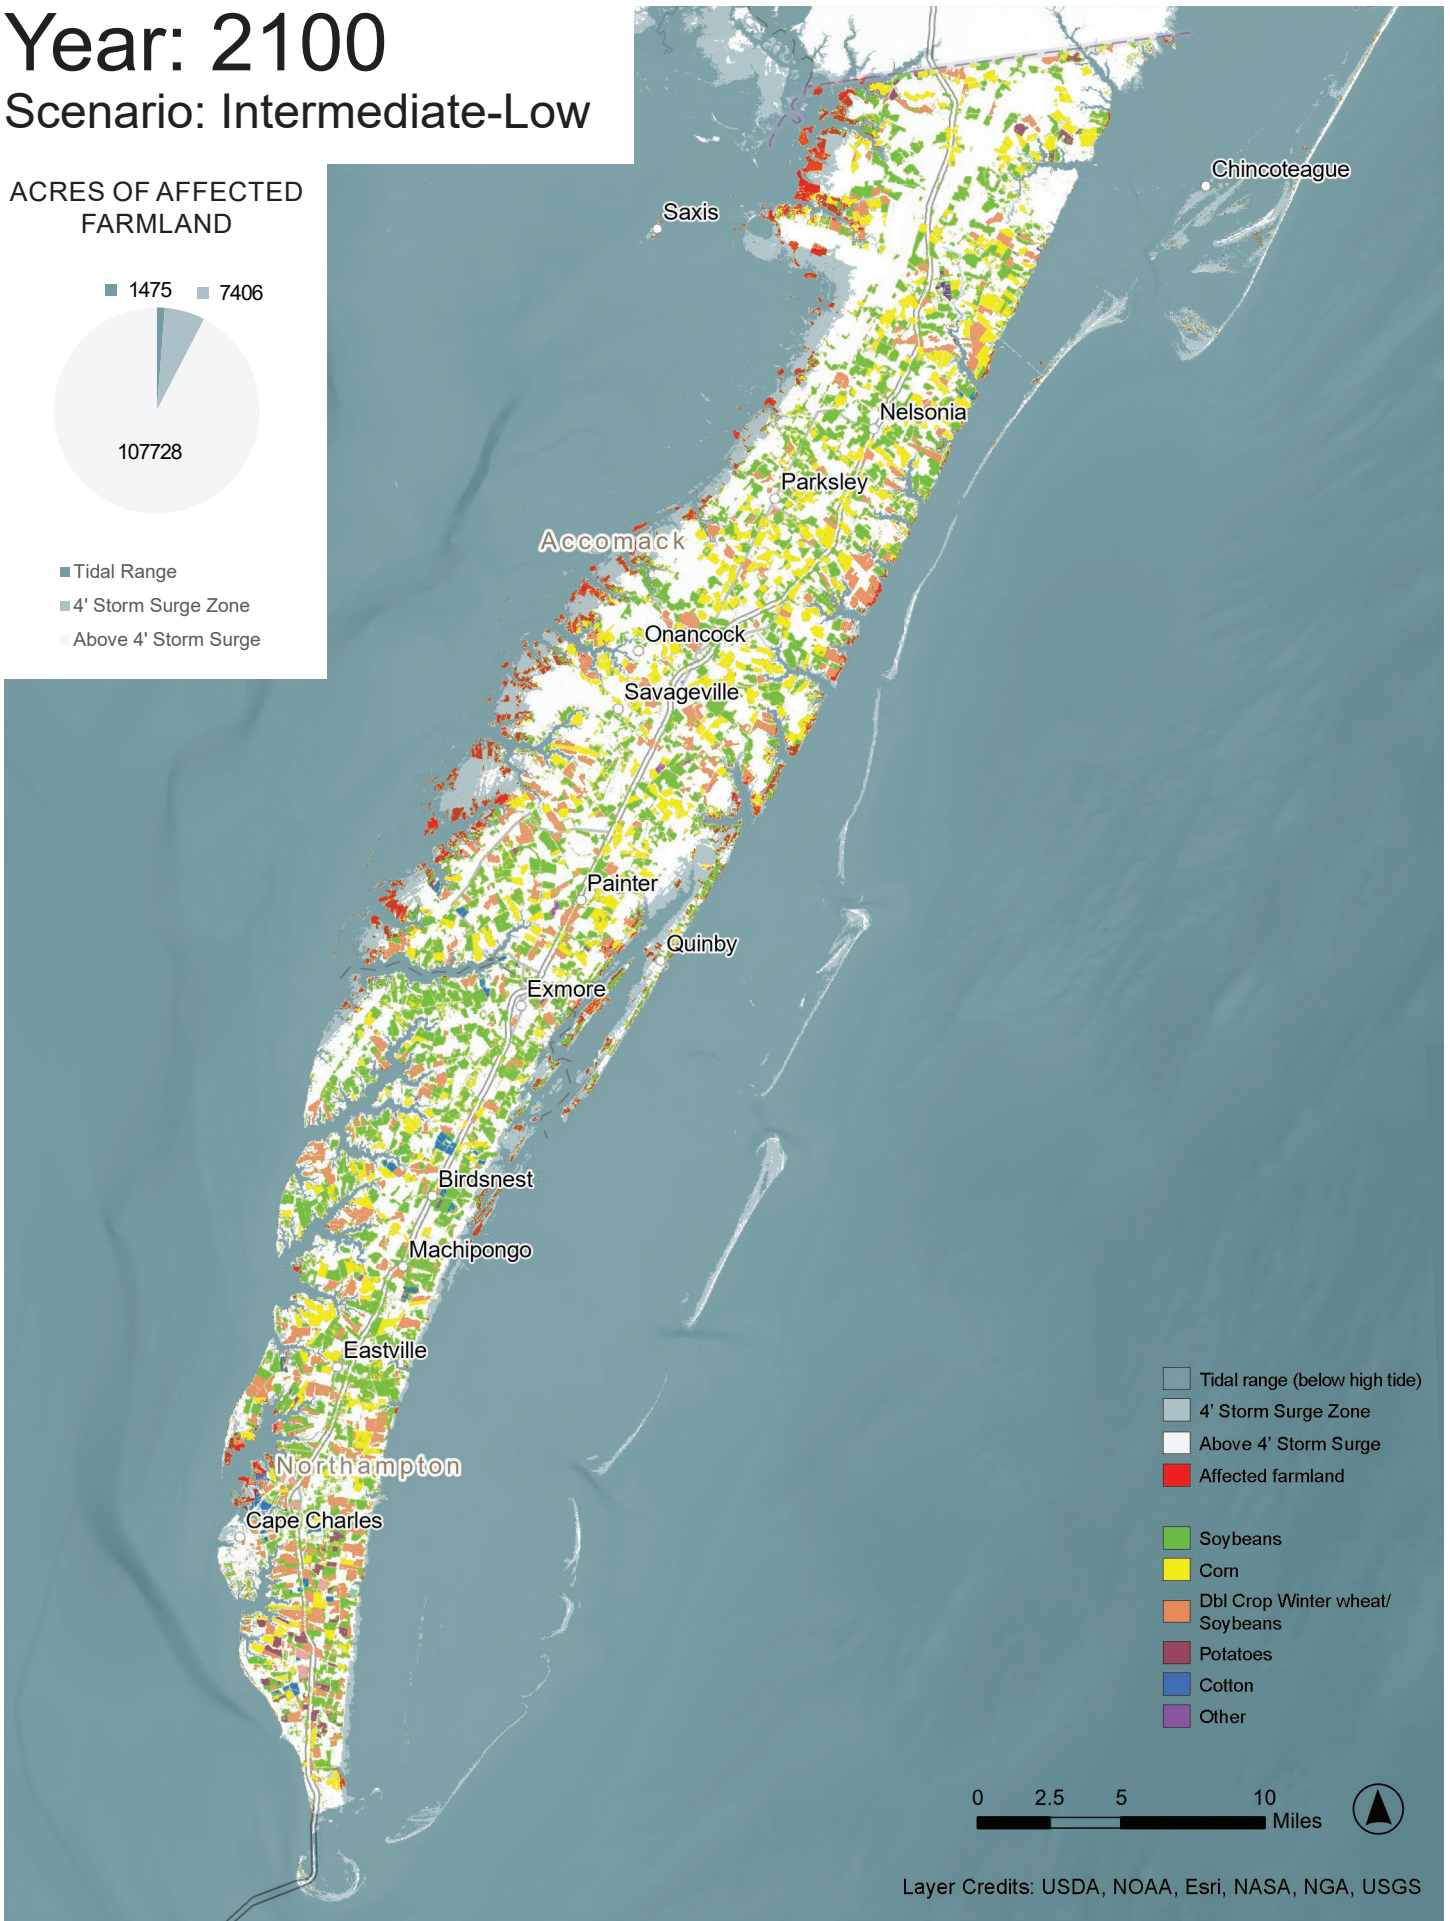 Year: 2100
Scenario: Intermediate-Low
ACRES OF AFFECTED
FARMLAND
1475
7406
107728
Tidal Range
4' Storm Surge Zone
Above 4' Storm Surge
Chincoteague
Saxis
Nelsonia
Parksley
Accomack
Onancock
Savageville
Painter
Quinby
Exmore
Birdsnest
Machipongo
Eastville
Northampton
Cape Charles
Tidal range (below high tide)
4' Storm Surge Zone
Above 4' Storm Surge
Affected farmland
Soybeans
Corn
Dbl Crop Winter wheat/
Soybeans
Potatoes
Cotton
Other
0 2.5 5 10
Miles
Layer Credits: USDA, NOAA, Esri, NASA, NGA, USGS